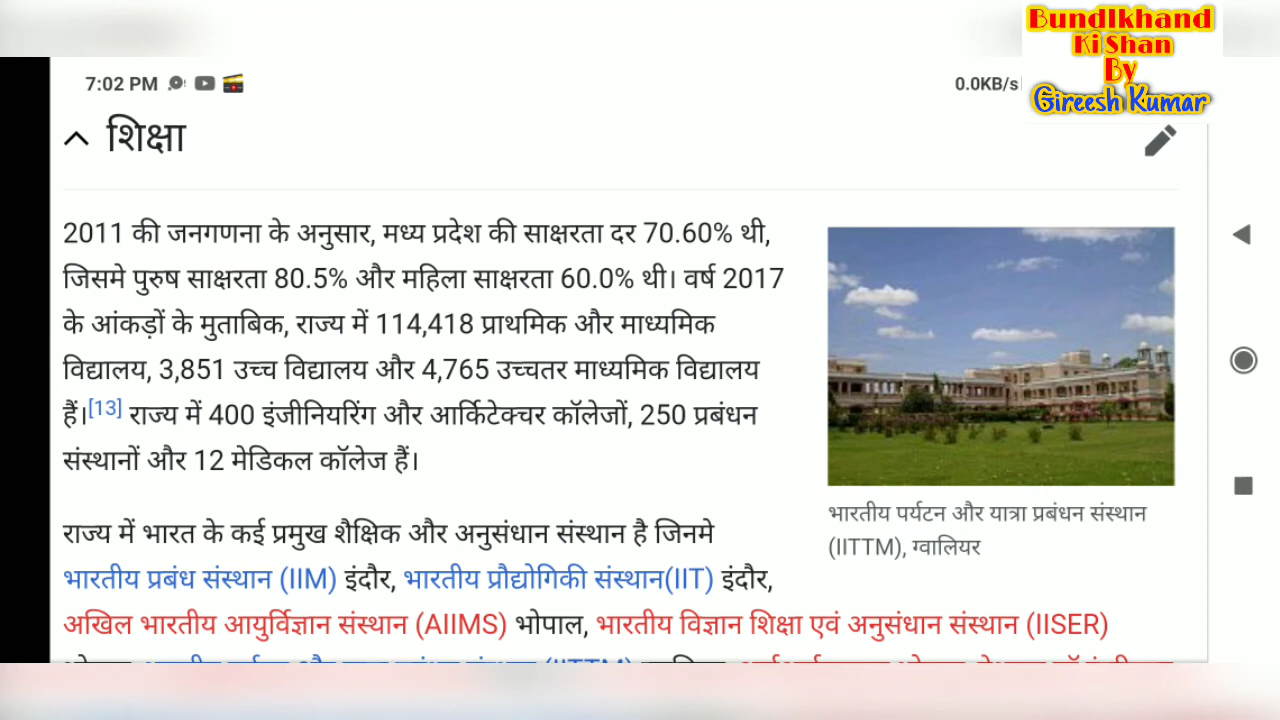 Bundlkhand
Ki Shan
By
Gireesh Kumar
7:02 PM
0.0KB/s
शिक्षा
2011 की जनगणना के अनुसार, मध्य प्रदेश की साक्षरता दर 70.60% थी,
जिसमे पुरुष साक्षरता 80.5% और महिला साक्षरता 60.0% थी। वर्ष 2017
के आंकड़ों के मुताबिक, राज्य में 114,418 प्राथमिक और माध्यमिक
विद्यालय, 3,851 उच्च विद्यालय और 4,765 उच्चतर माध्यमिक विद्यालय
हैं।[13] राज्य में 400 इंजीनियरिंग और आर्किटेक्चर कॉलेजों, 250 प्रबंधन
संस्थानों और 12 मेडिकल कॉलेज हैं।
भारतीय पर्यटन और यात्रा प्रबंधन संस्थान
(IITTM), ग्वालियर
राज्य में भारत के कई प्रमुख शैक्षिक और अनुसंधान संस्थान है जिनमे
भारतीय प्रबंध संस्थान (IIM) इंदौर, भारतीय प्रौद्योगिकी संस्थान(IIT) इंदौर,
अखिल भारतीय आयुर्विज्ञान संस्थान (AIIMS) भोपाल, भारतीय विज्ञान शिक्षा एवं अनुसंधान संस्थान (IISER)